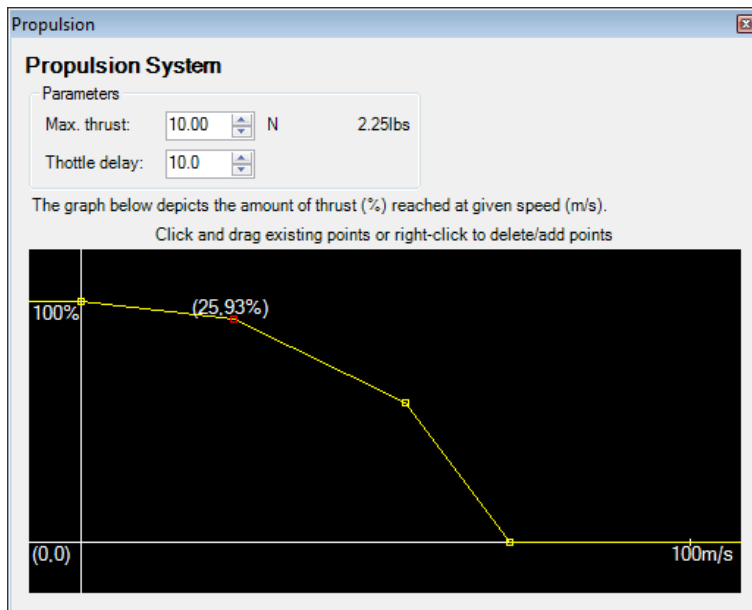 Propulsion
Propulsion System
Parameters
Max. thrust: 10.00 N 2.25lbs
Thottle delay: 10.0
The graph below depicts the amount of thrust (%) reached at given speed (m/s).
Click and drag existing points or right-click to delete/add points
100%
(25,93%)
(0,0)
100m/s